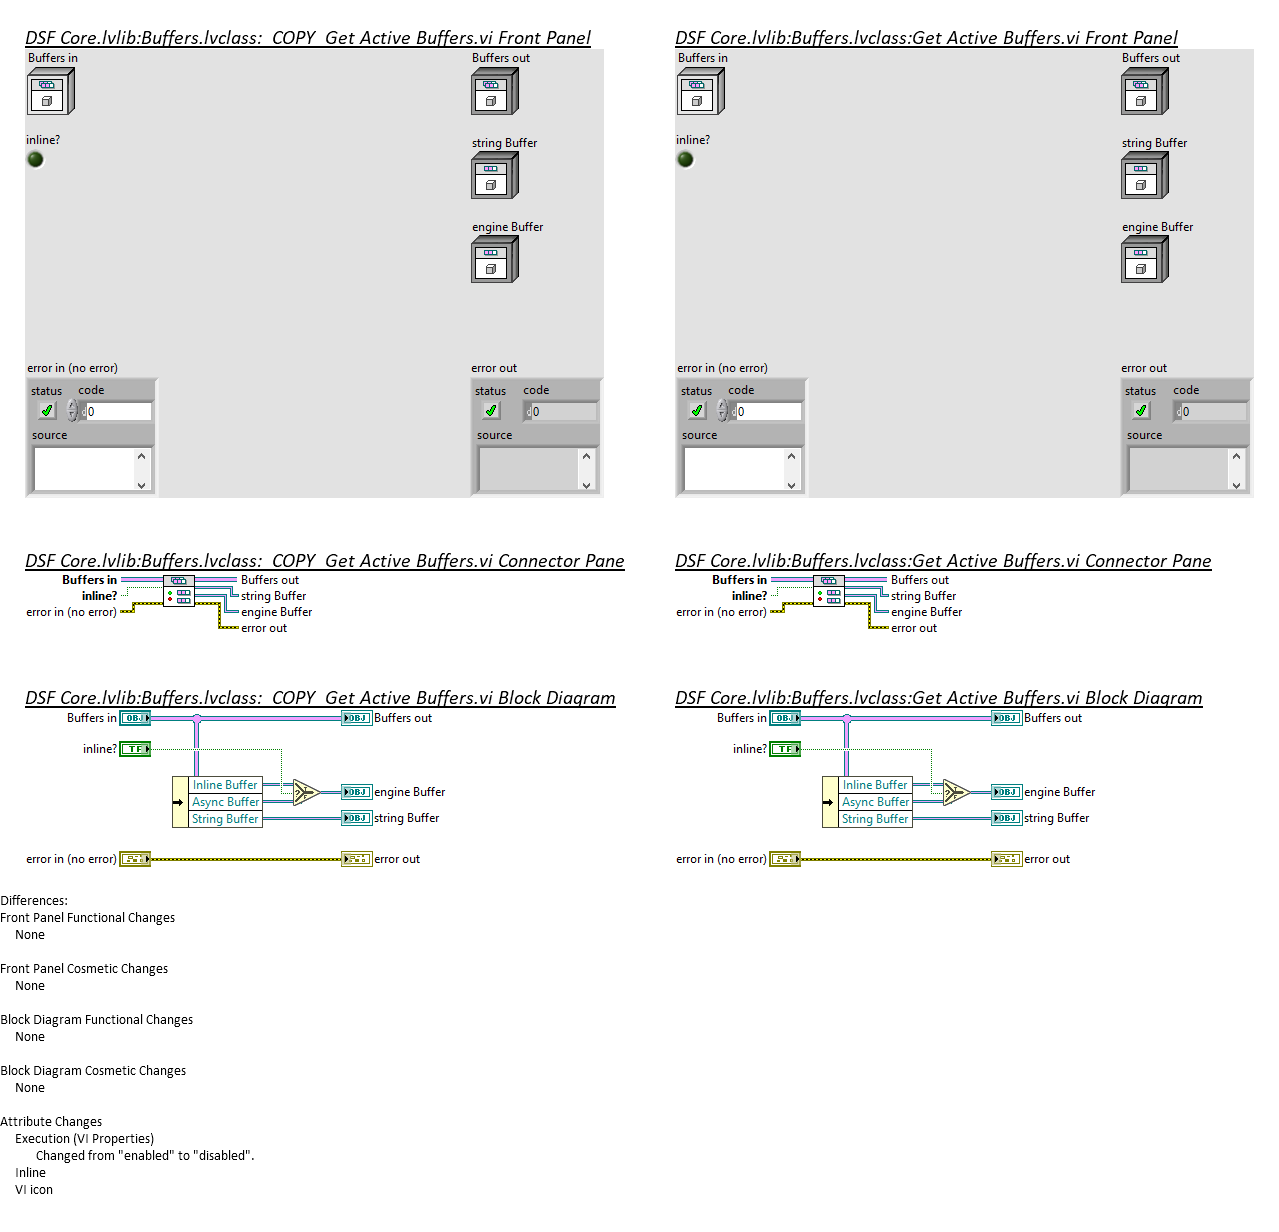 DSF Core.lvlib:Buffers.lvclass:_COPY_Get Active Buffers.vi Front Panel
Buffers in
Buffers out
inline?
string Buffer
engine Buffer
error in (no error)
error out
status code
d0
source
status code
d0
source
DSF Core.lvlib:Buffers.lvclass:Get Active Buffers.vi Front Panel
Buffers in
Buffers out
inline?
string Buffer
engine Buffer
error in (no error)
error out
status code
d0
source
status code
d0
source
DSF Core.lvlib:Buffers.lvclass:_COPY_Get Active Buffers.vi Connector Pane
Buffers in
inline?
error in (no error)
Buffers out
string Buffer
engine Buffer
error out
DSF Core.lvlib:Buffers.lvclass:Get Active Buffers.vi Connector Pane
Buffers in
inline?
error in (no error)
Buffers out
string Buffer
engine Buffer
error out
DSF Core.lvlib:Buffers.lvclass:_COPY_Get Active Buffers.vi Block Diagram
Buffers in OBJ OBJ Buffers out
inline? TF
Inline Buffer
Async Buffer
String Buffer
T ? F
OBJ engine Buffer
OBJ string Buffer
error in (no error) error out
DSF Core.lvlib:Buffers.lvclass:Get Active Buffers.vi Block Diagram
Buffers in OBJ OBJ Buffers out
inline? TF
Inline Buffer
Async Buffer
String Buffer
T ? F
OBJ engine Buffer
OBJ string Buffer
error in (no error) error out
Differences:
Front Panel Functional Changes
None
Front Panel Cosmetic Changes
None
Block Diagram Functional Changes
None
Block Diagram Cosmetic Changes
None
Attribute Changes
Execution (VI Properties)
Changed from "enabled" to "disabled".
Inline
VI icon